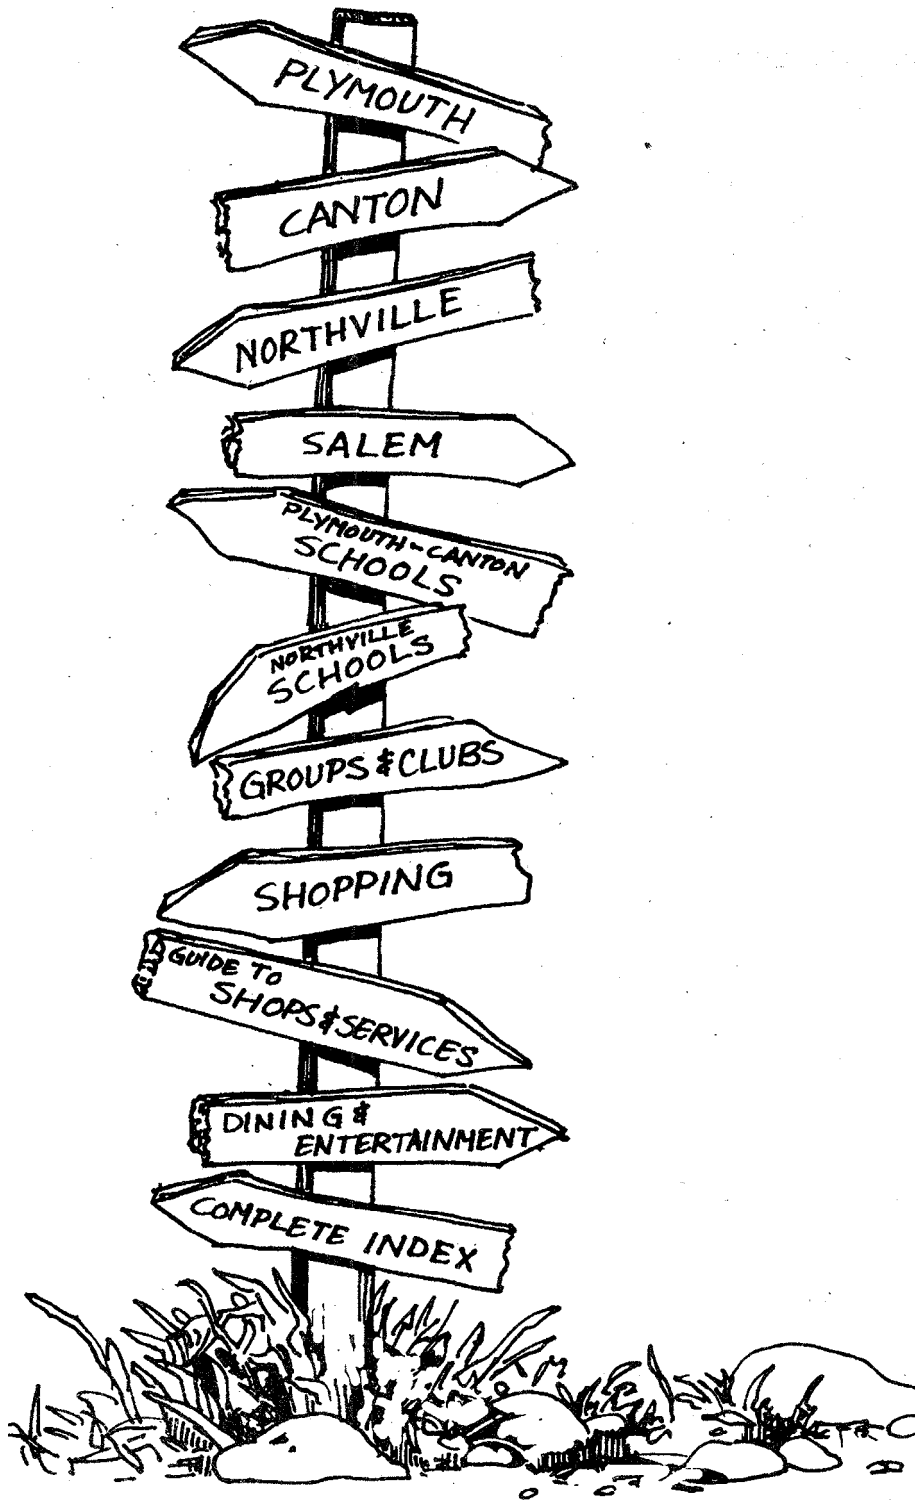 PLYMOUTH
CANTON
NORTHVILLE
SALEM
PLYMOUTH-CANTON
SCHOOLS
NORTHVILLE
SCHOOLS
GROUPS & CLUBS
SHOPPING
GUIDE TO
SHOPS & SERVICES
DINING &
ENTERTAINMENT
COMPLETE INDEX